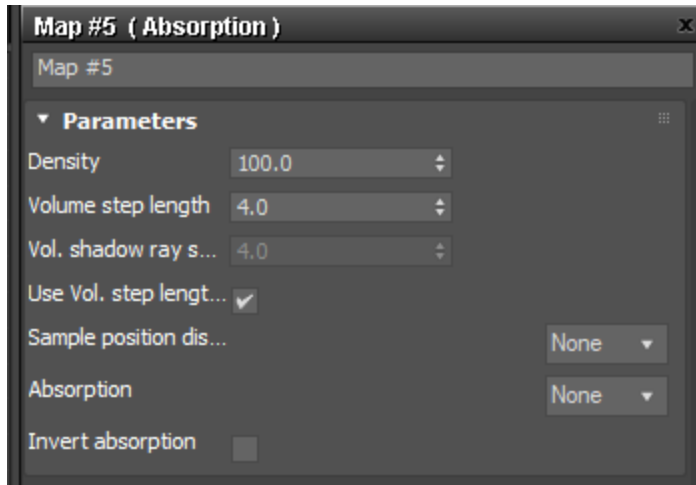 Map #5 ( Absorption )
x
Map #5
Parameters
Density 100.0
Volume step length 4.0
Vol. shadow ray s... 4.0
Use Vol. step lengt...
Sample position dis... None
Absorption None
Invert absorption